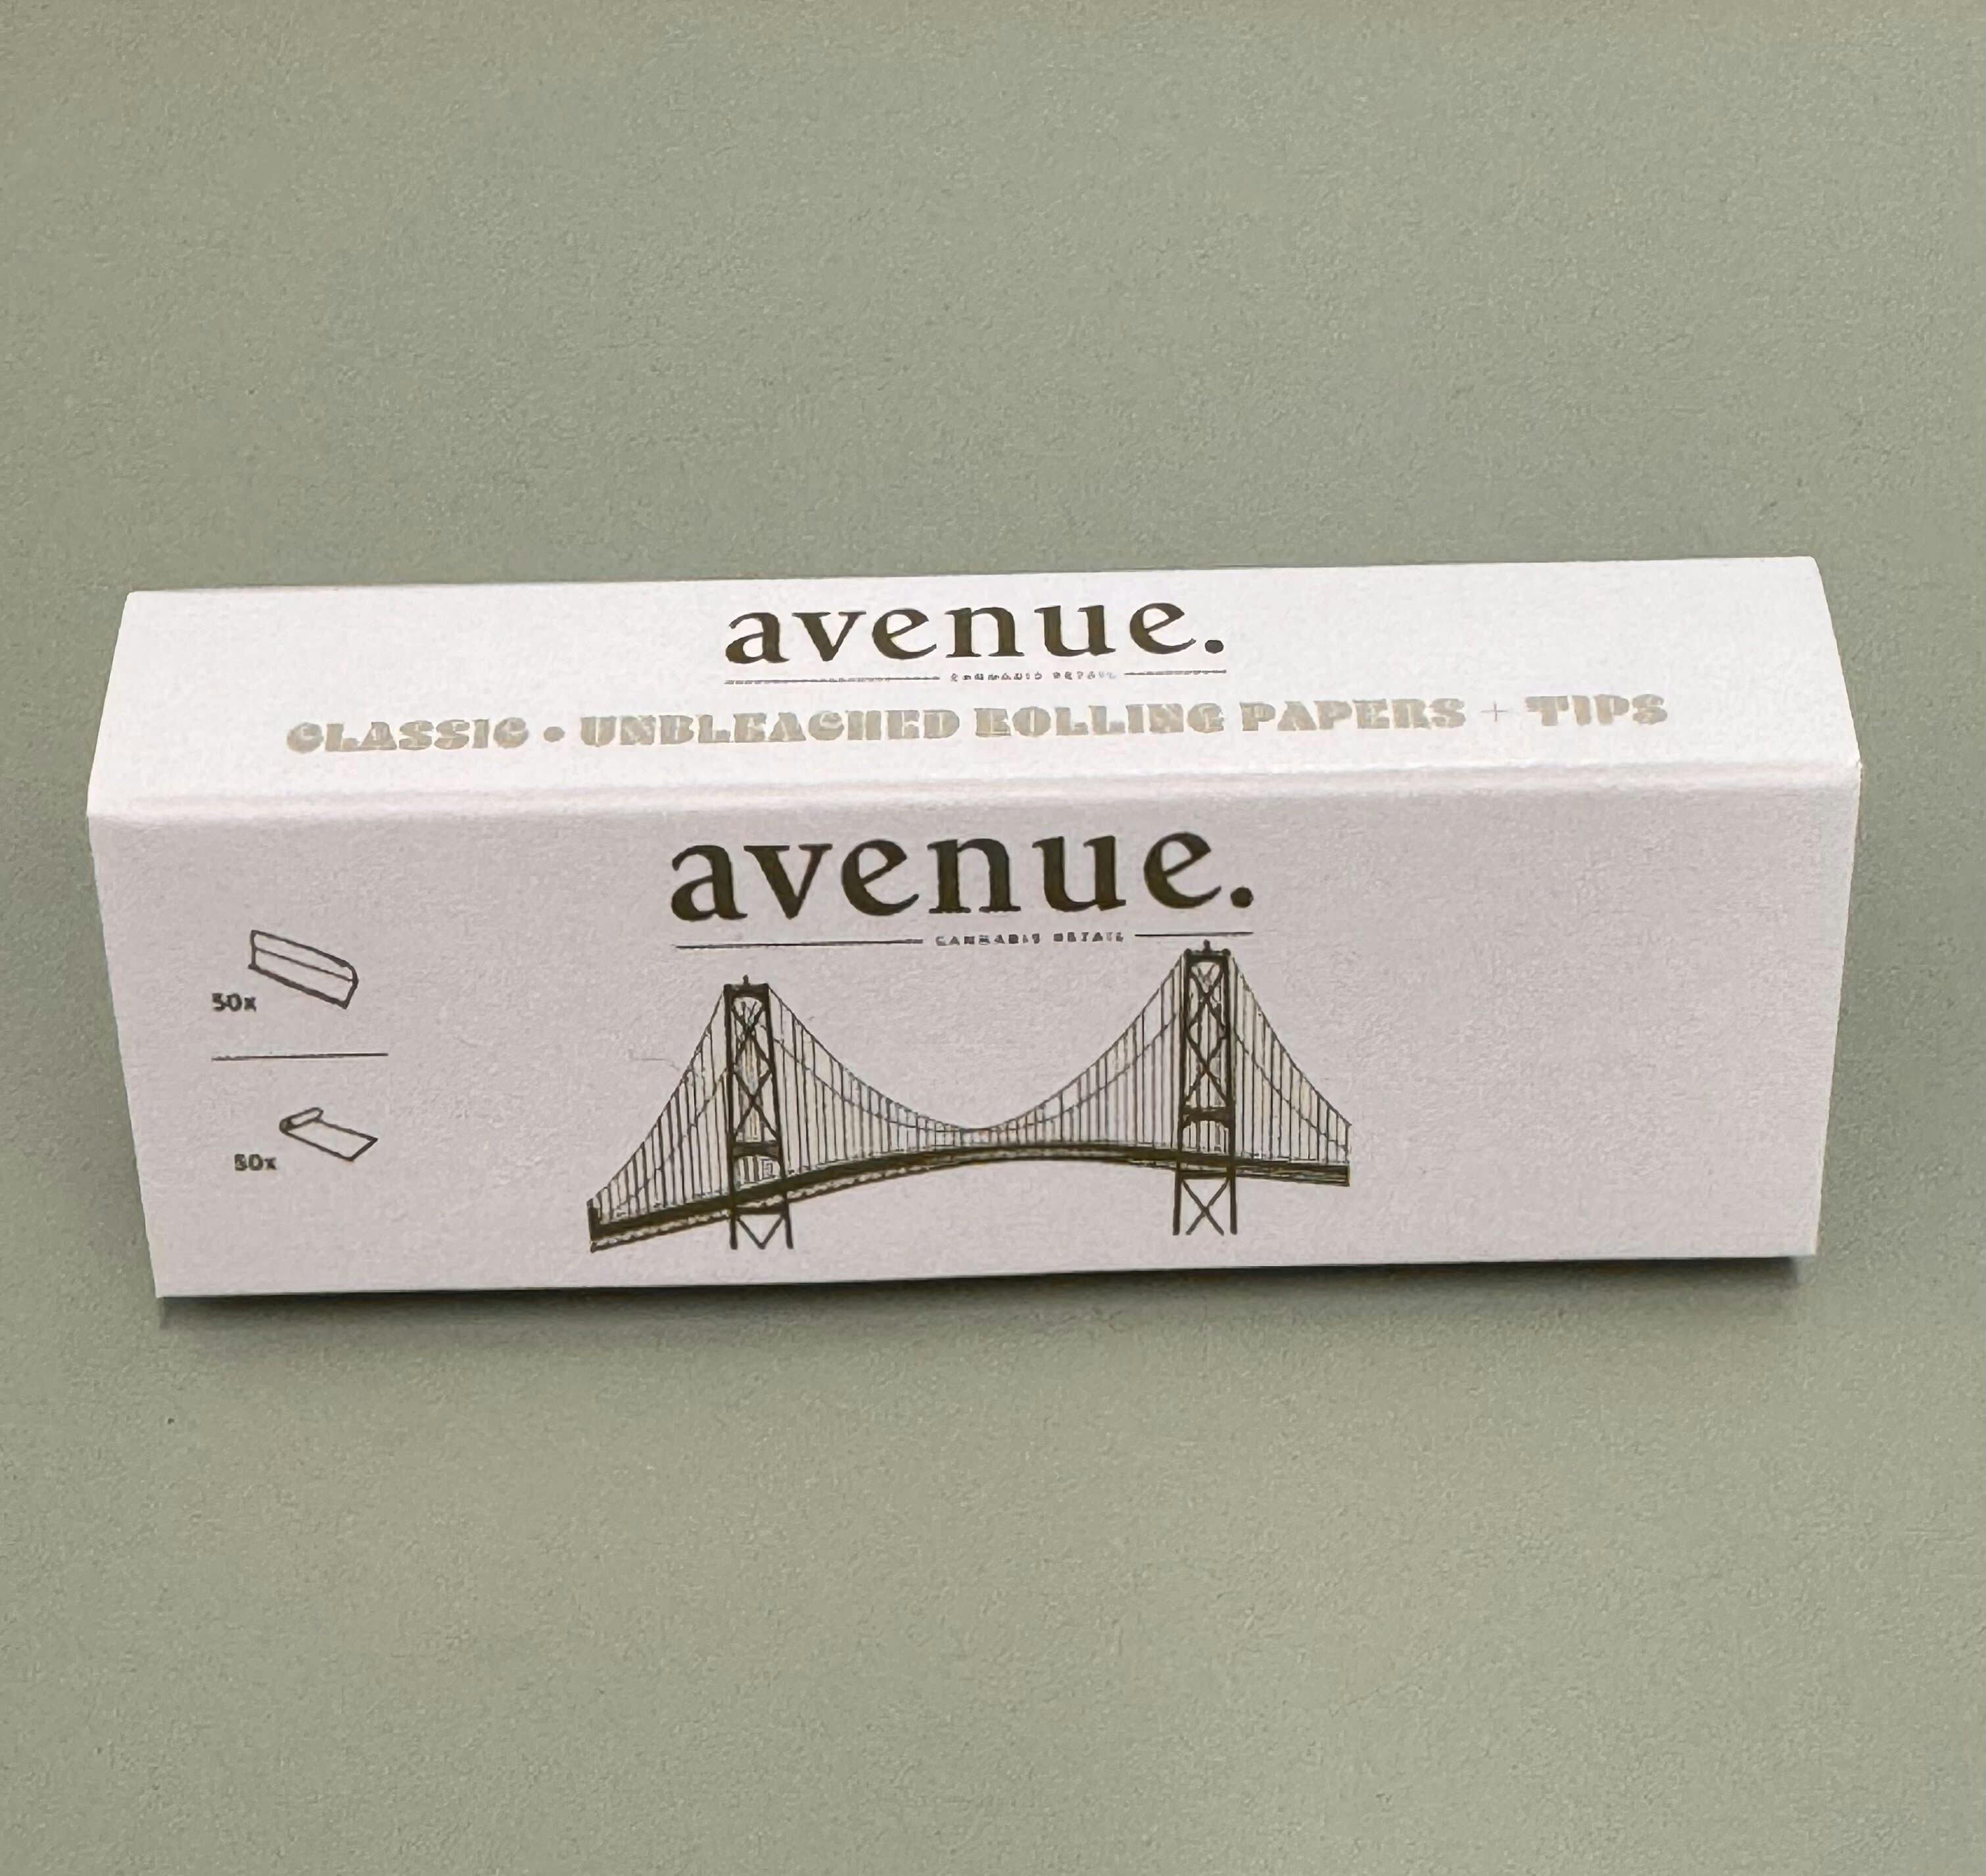 avenue.
CANNABIS RETAIL
CLASSIC • UNBLEACHED ROLLING PAPERS + TIPS
avenue.
CANNABIS RETAIL
50x
50x